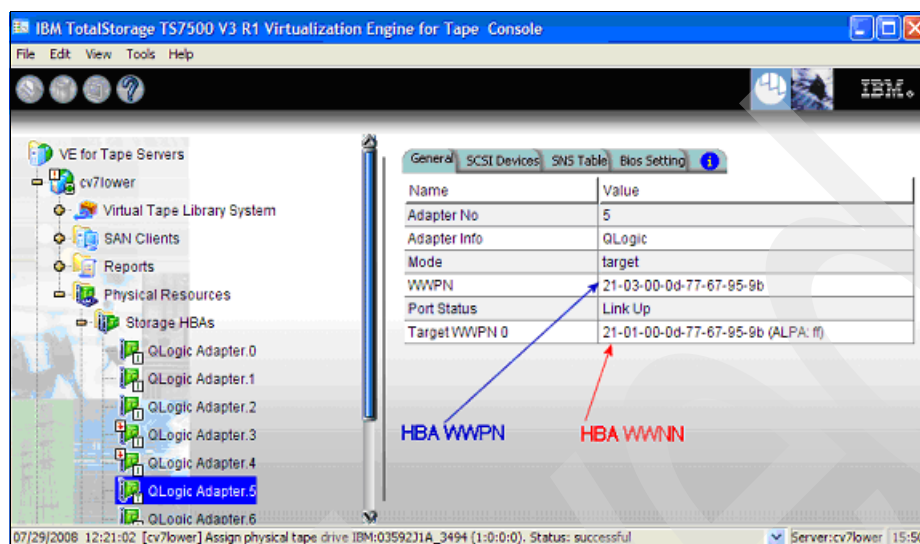 IBM TotalStorage TS7500 V3 R1 Virtualization Engine for Tape Console
File Edit View Tools Help
IBM.
VE for Tape Servers
cv7lower
Virtual Tape Library System
SAN Clients
Reports
Physical Resources
Storage HBAs
QLogic Adapter.0
QLogic Adapter.1
QLogic Adapter.2
QLogic Adapter.3
QLogic Adapter.4
QLogic Adapter.5
QLogic Adapter.6
General SCSI Devices SNS Table Bios Setting
Name Value
Adapter No 5
Adapter Info QLogic
Mode target
WWPN 21-03-00-0d-77-67-95-9b
Port Status Link Up
Target WWPN 0 21-01-00-0d-77-67-95-9b (ALPA: ff)
HBA WWPN HBA WWNN
07/29/2008 12:21:02 [cv7lower] Assign physical tape drive IBM:03592J1A_3494 (1:0:0:0). Status: successful Server:cv7lower